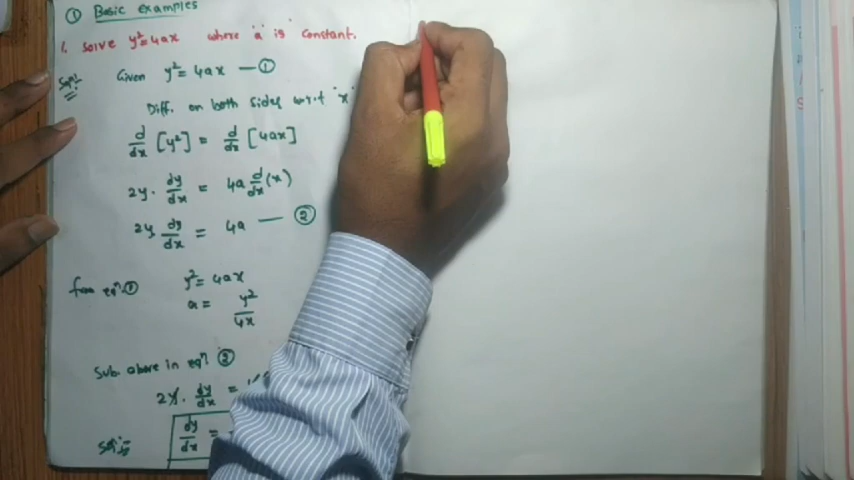 ① Basic examples
1. solve y²=4ax where 'a' is constant.
Given y² = 4ax — ①
Diff. on both sides w.r.t 'x'
d/dx [y²] = d/dx [4ax]
2y. dy/dx = 4a d/dx (x)
2y dy/dx = 4a — ②
from eqⁿ ① y² = 4ax
a = y²/4x
Sub. above in eqⁿ ②
2y. dy/dx =
dy/dx =